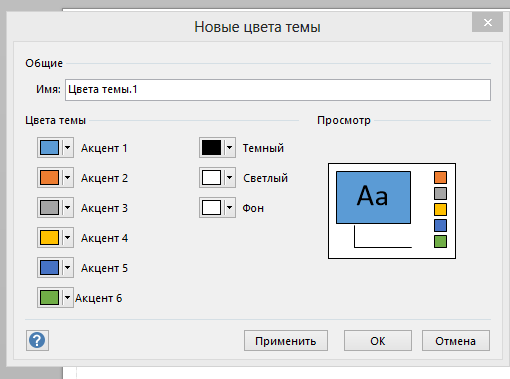 Новые цвета темы
Общие
Имя: Цвета темы.1
Цвета темы
Просмотр
Акцент 1
Темный
Акцент 2
Светлый
Акцент 3
Фон
Акцент 4
Акцент 5
Акцент 6
Aa
?
Применить
ОК
Отмена